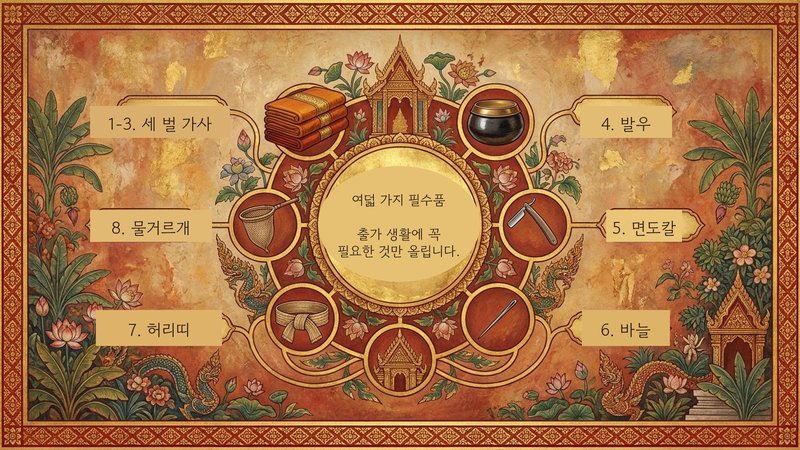 여덟 가지 필수품
출가 생활에 꼭
필요한 것만 올립니다.
1-3. 세 벌 가사
4. 발우
5. 면도칼
6. 바늘
7. 허리띠
8. 물거르개